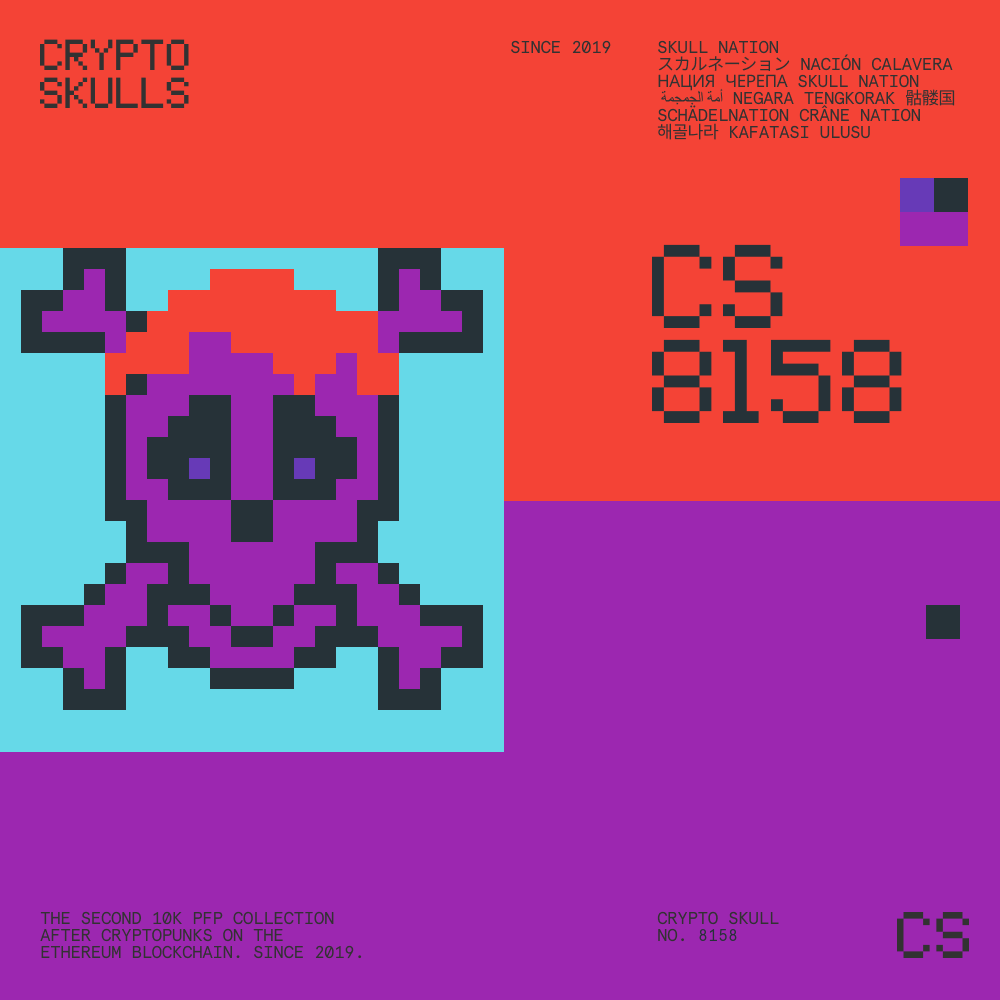 CRYPTO
SKULLS
SINCE 2019
SKULL NATION
スカルネーション NACIÓN CALAVERA
НАЦИЯ ЧЕРЕПА SKULL NATION
أمة الجمجمة NEGARA TENGKORAK 骷髅国
SCHÄDELNATION CRÂNE NATION
해골나라 KAFATASI ULUSU
CS
8158
THE SECOND 10K PFP COLLECTION
AFTER CRYPTOPUNKS ON THE
ETHEREUM BLOCKCHAIN. SINCE 2019.
CRYPTO SKULL
NO. 8158
CS